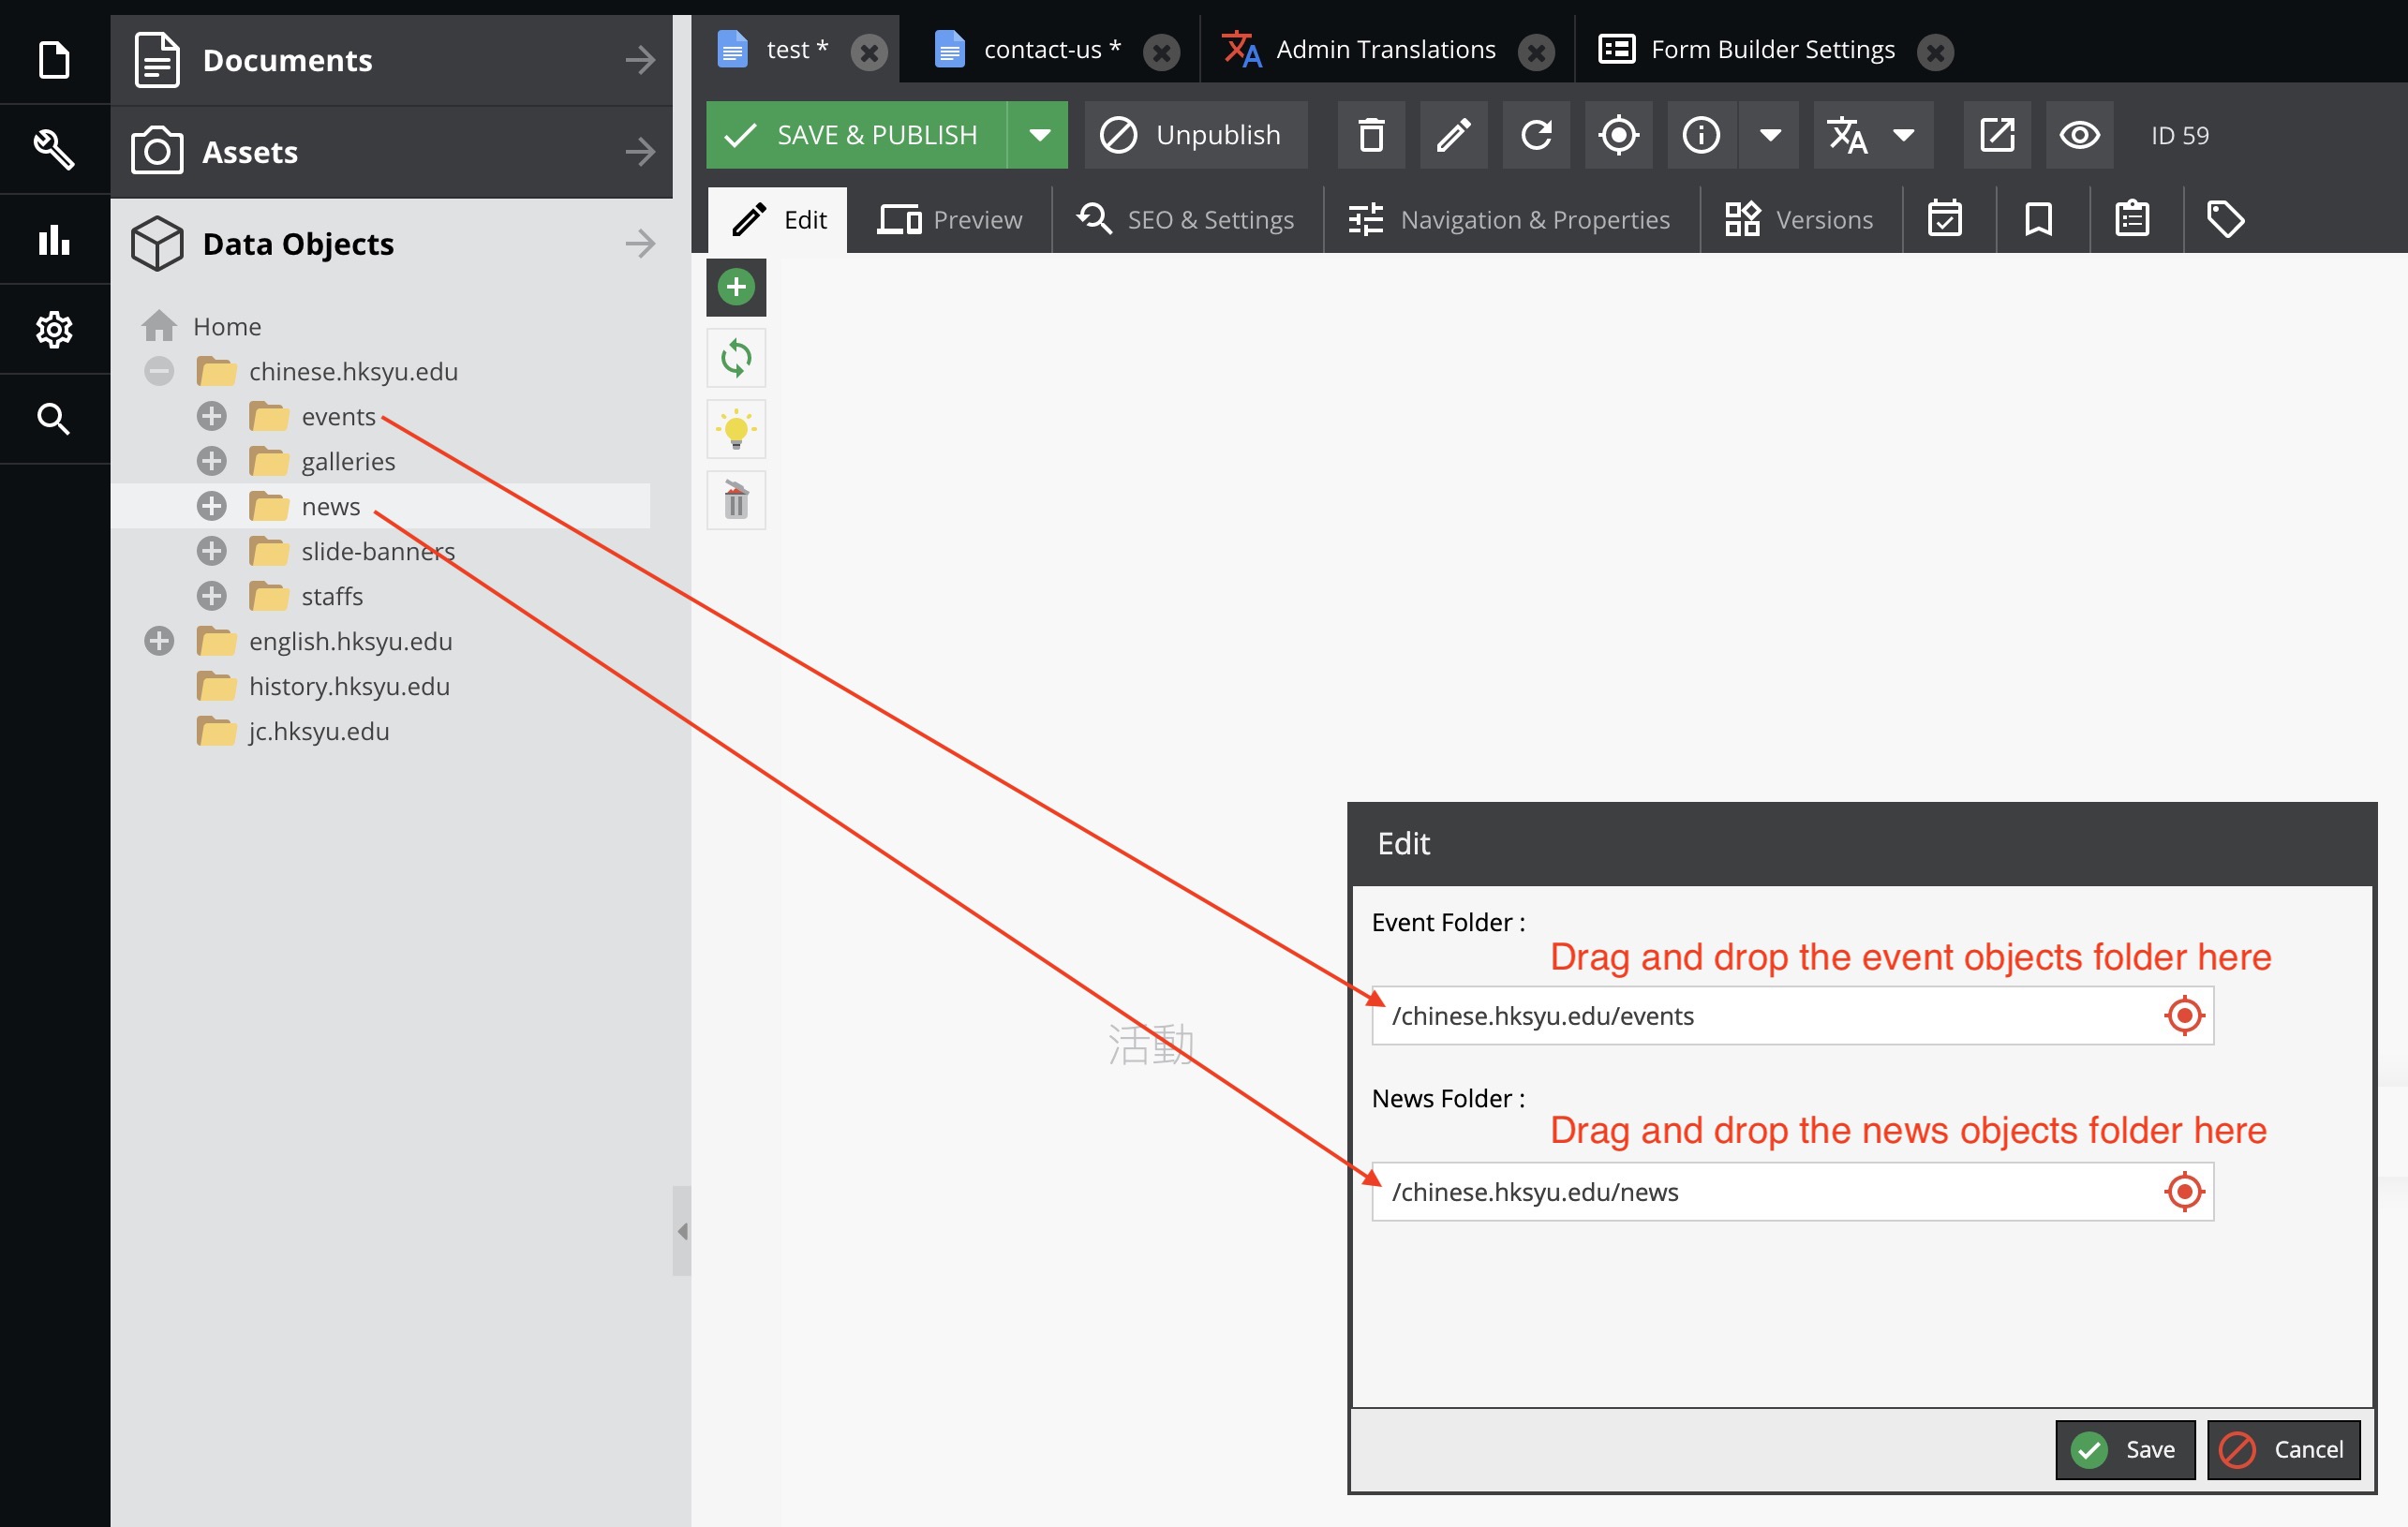 Documents
Assets
Data Objects
Home
chinese.hksyu.edu
events
galleries
news
slide-banners
staffs
english.hksyu.edu
history.hksyu.edu
jc.hksyu.edu
test *
contact-us *
Admin Translations
Form Builder Settings
SAVE & PUBLISH
Unpublish
ID 59
Edit
Preview
SEO & Settings
Navigation & Properties
Versions
活動
Edit
Event Folder :
Drag and drop the event objects folder here
/chinese.hksyu.edu/events
News Folder :
Drag and drop the news objects folder here
/chinese.hksyu.edu/news
Save
Cancel